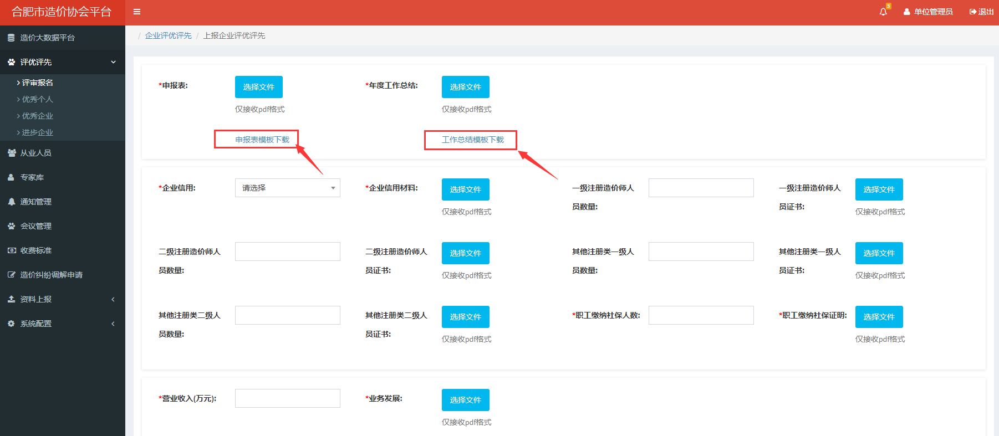 合肥市造价协会平台
3
单位管理员
退出
造价大数据平台
评优评先
评审报名
优秀个人
优秀企业
进步企业
从业人员
专家库
通知管理
会议管理
收费标准
造价纠纷调解申请
资料上报
系统配置
/ 企业评优评先 / 上报企业评优评先
*申报表:
选择文件
仅接收pdf格式
申报表模板下载
*年度工作总结:
选择文件
仅接收pdf格式
工作总结模板下载
*企业信用:
请选择
*企业信用材料:
选择文件
仅接收pdf格式
一级注册造价师人
员数量:
一级注册造价师人
员证书:
选择文件
仅接收pdf格式
二级注册造价师人
员数量:
二级注册造价师人
员证书:
选择文件
仅接收pdf格式
其他注册类一级人
员数量:
其他注册类一级人
员证书:
选择文件
仅接收pdf格式
其他注册类二级人
员数量:
其他注册类二级人
员证书:
选择文件
仅接收pdf格式
*职工缴纳社保人数:
*职工缴纳社保证明:
选择文件
仅接收pdf格式
*营业收入(万元):
*业务发展:
选择文件
仅接收pdf格式